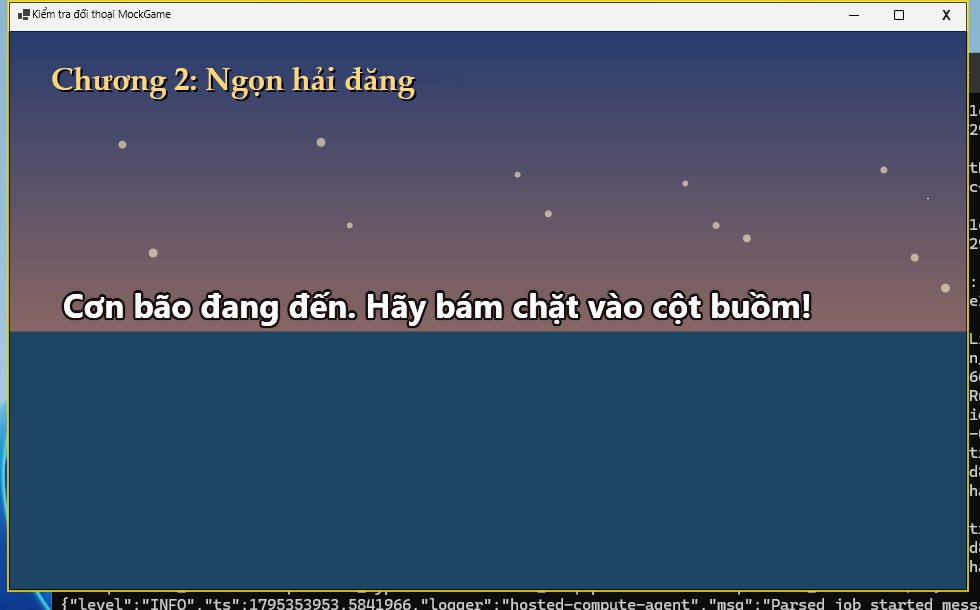 Kiểm tra đối thoại MockGame
Chương 2: Ngọn hải đăng
Cơn bão đang đến. Hãy bám chặt vào cột buồm!
{"level":"INFO","ts":1795353953.5841966,"logger":"hosted-compute-agent","msg":"Parsed job started